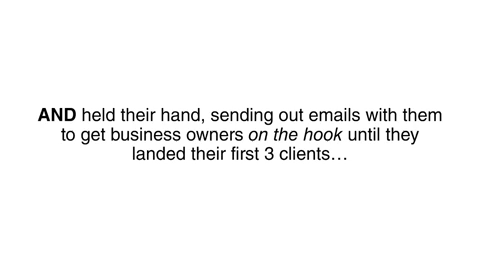 AND held their hand, sending out emails with them
to get business owners on the hook until they
landed their first 3 clients…